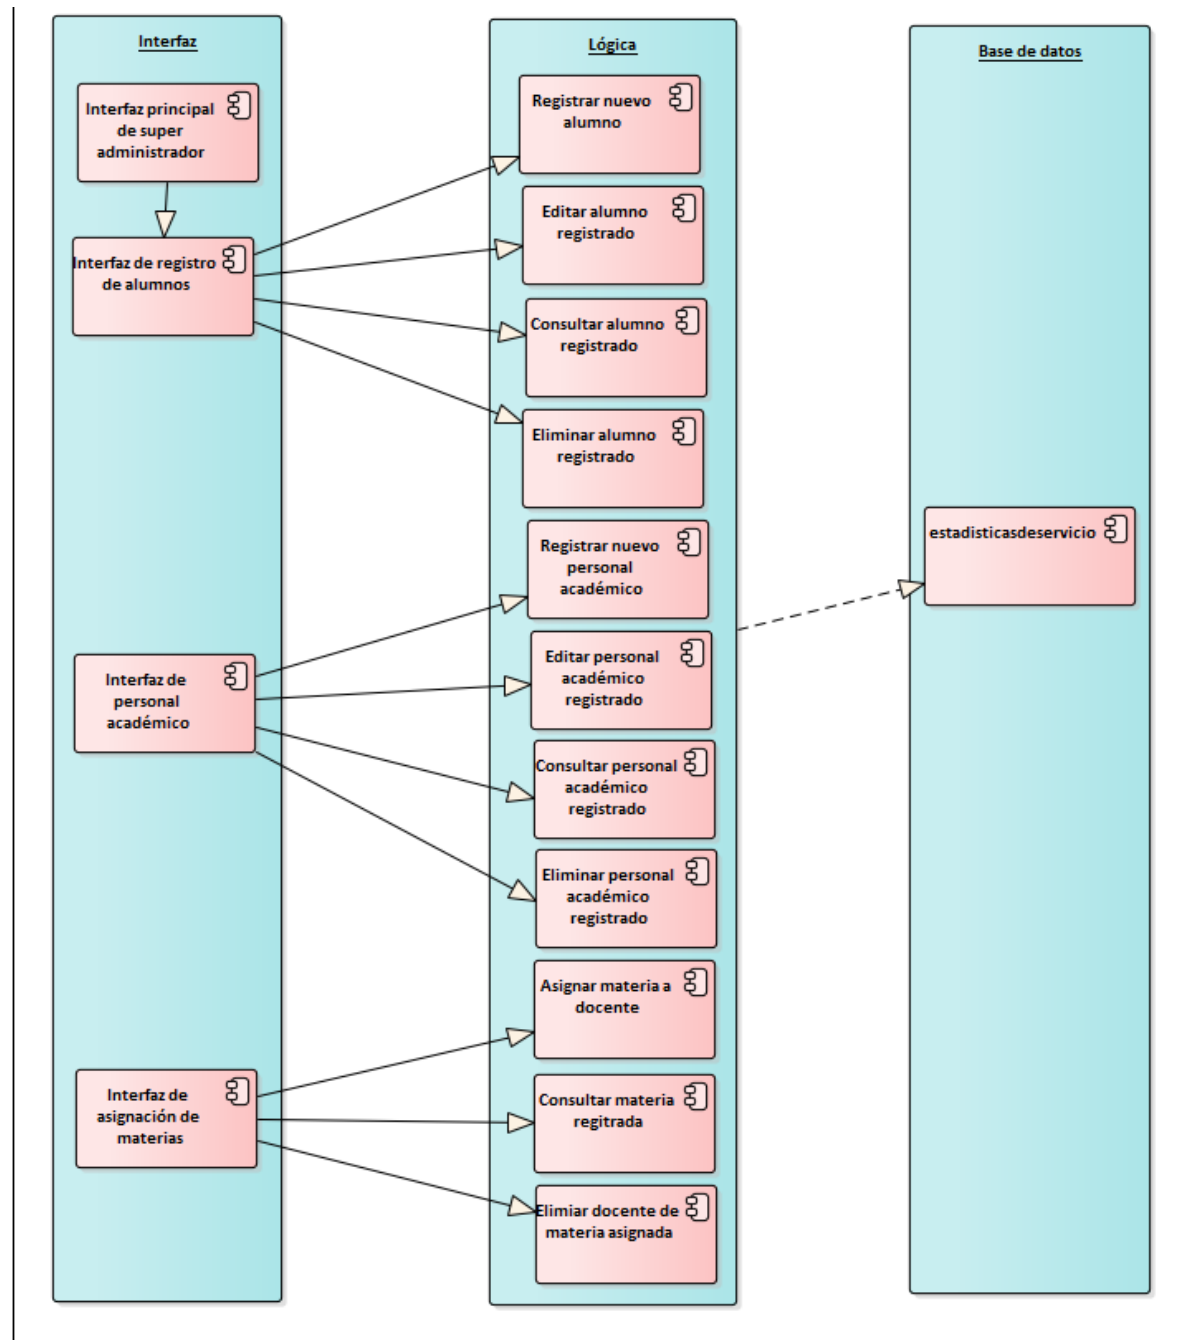 Interfaz
Interfaz principal
de super
administrador
Interfaz de registro
de alumnos
Interfaz de
personal
académico
Interfaz de
asignación de
materias
Lógica
Registrar nuevo
alumno
Editar alumno
registrado
Consultar alumno
registrado
Eliminar alumno
registrado
Registrar nuevo
personal
académico
Editar personal
académico
registrado
Consultar personal
académico
registrado
Eliminar personal
académico
registrado
Asignar materia a
docente
Consultar materia
regitrada
Elimiar docente de
materia asignada
Base de datos
estadisticasdeservicio